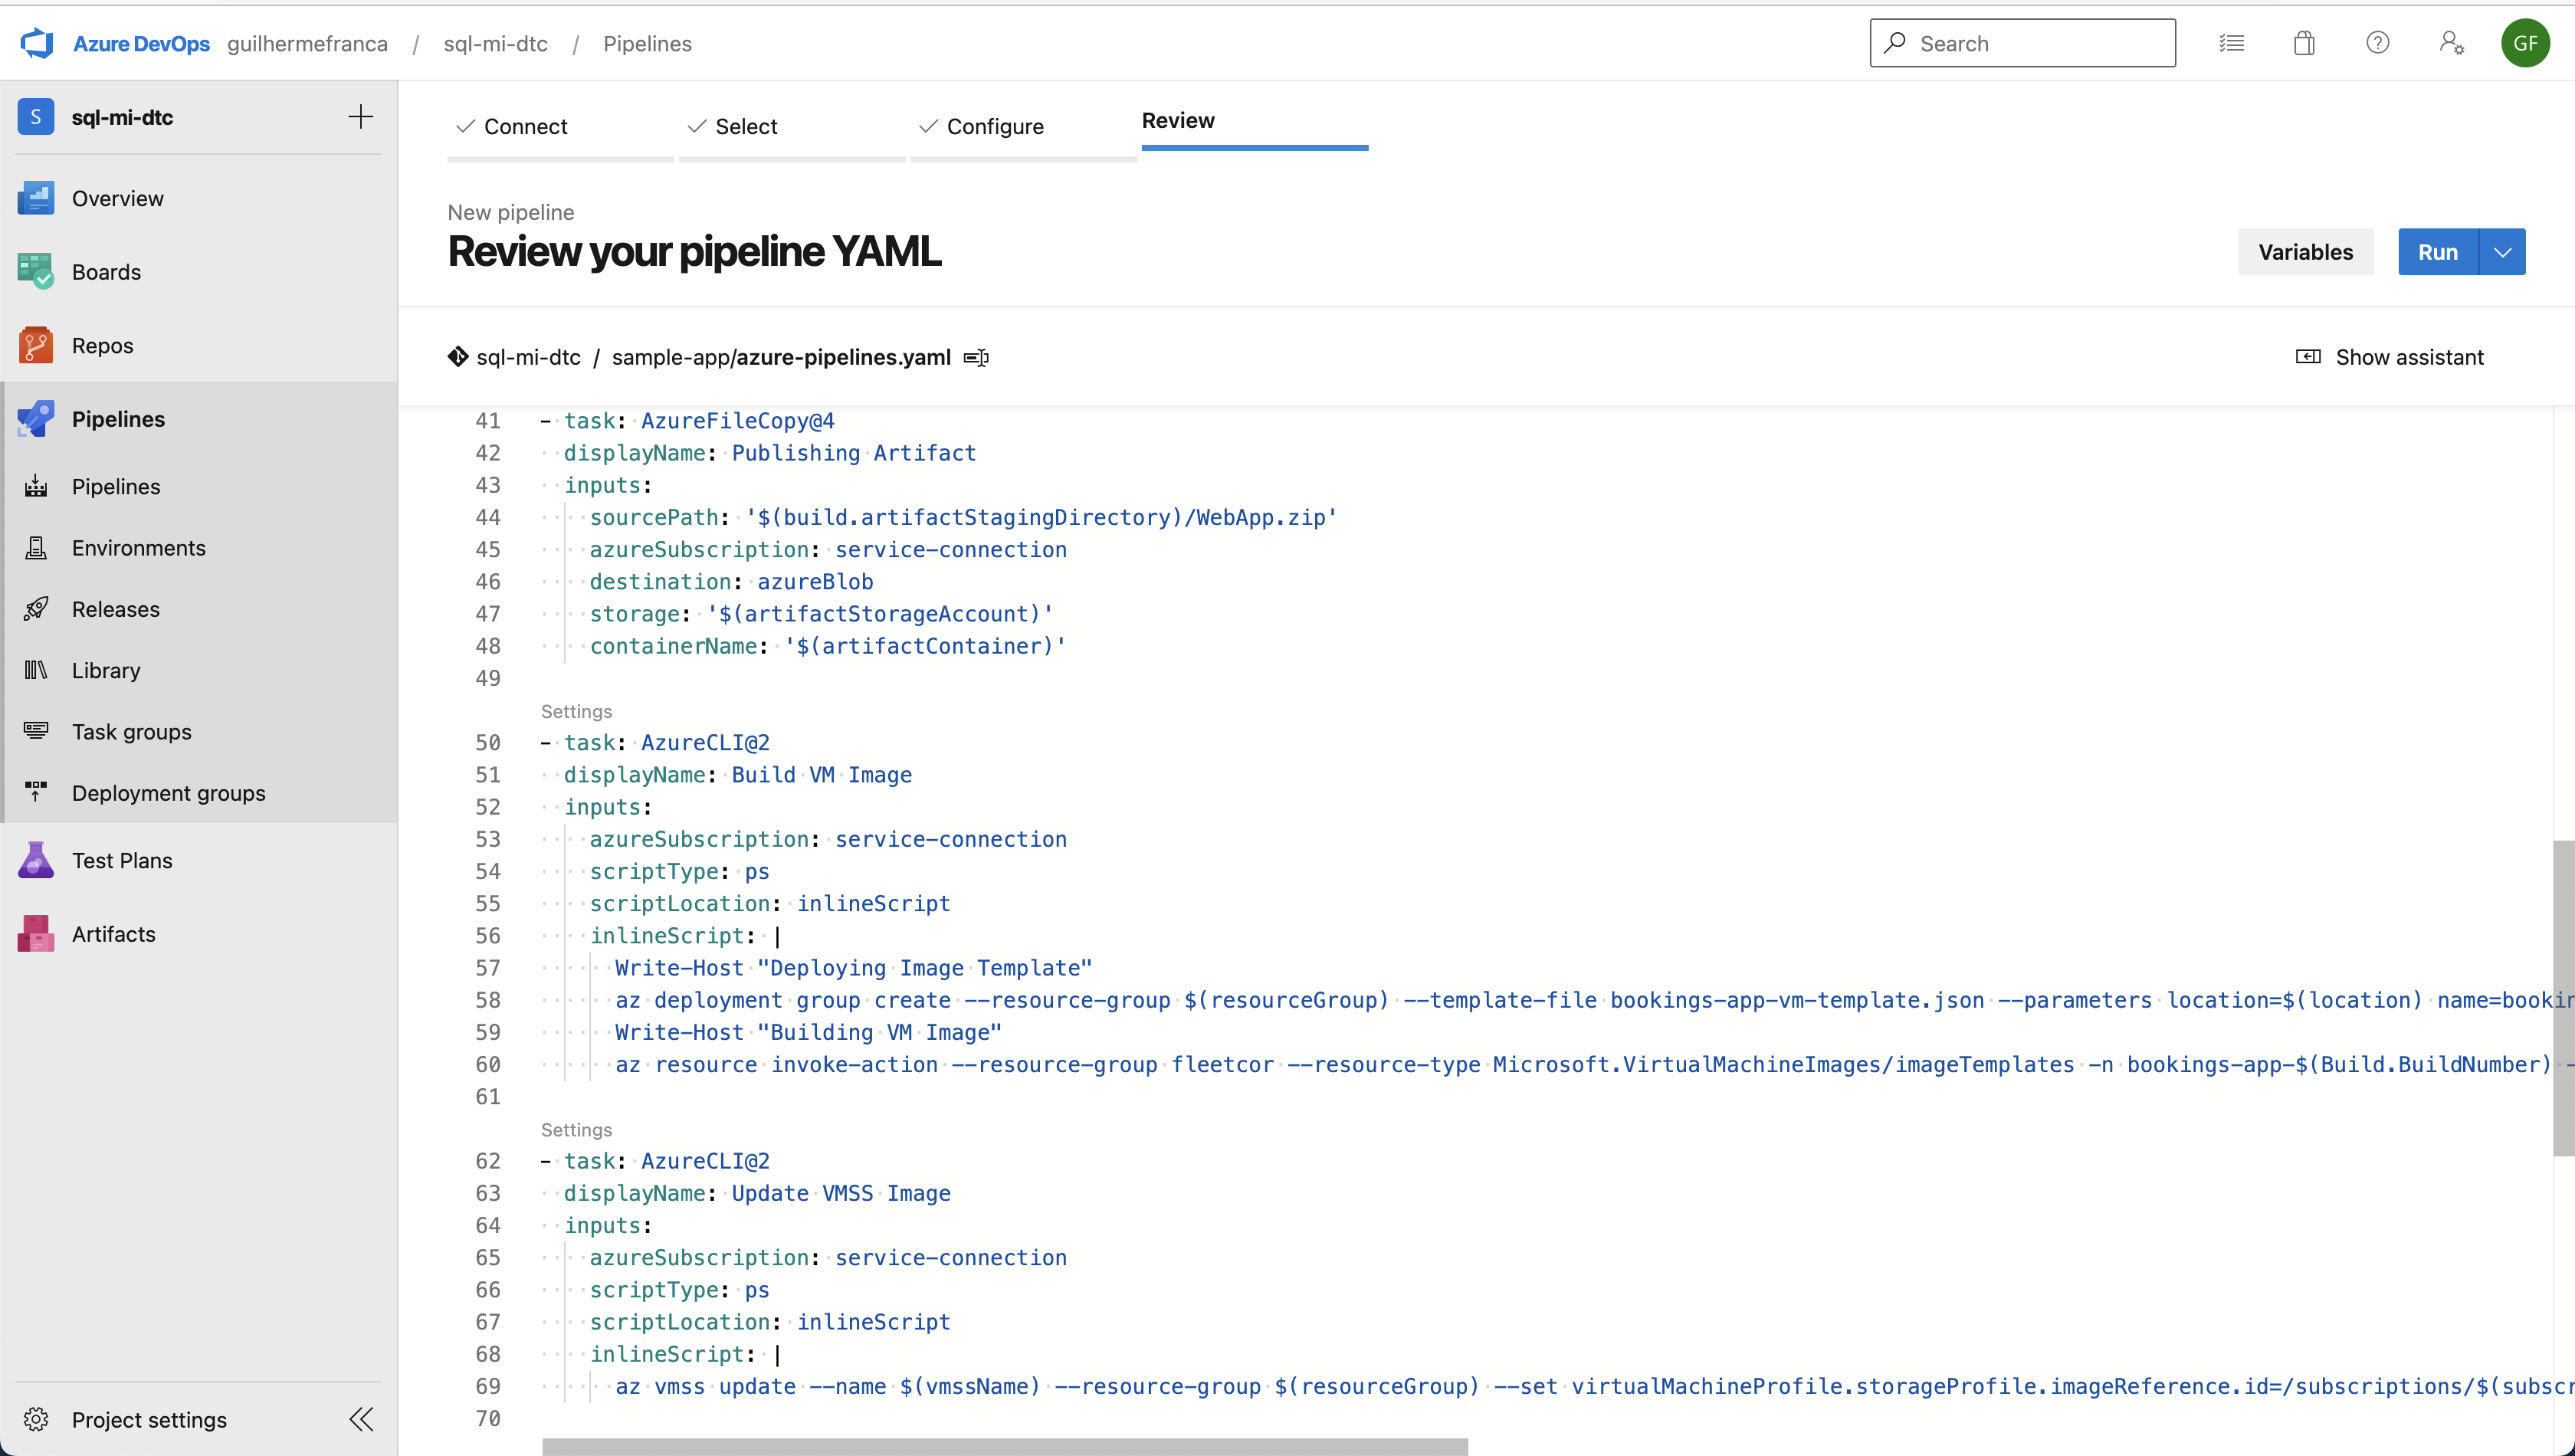 Azure DevOps guilhermefranca / sql-mi-dtc / Pipelines
Search
GF
S sql-mi-dtc
Overview
Boards
Repos
Pipelines
Pipelines
Environments
Releases
Library
Task groups
Deployment groups
Test Plans
Artifacts
Project settings
Connect
Select
Configure
Review
New pipeline
Review your pipeline YAML
Variables
Run
sql-mi-dtc / sample-app/azure-pipelines.yaml
Show assistant
41 - task: AzureFileCopy@4
42 displayName: Publishing Artifact
43 inputs:
44 sourcePath: '$(build.artifactStagingDirectory)/WebApp.zip'
45 azureSubscription: service-connection
46 destination: azureBlob
47 storage: '$(artifactStorageAccount)'
48 containerName: '$(artifactContainer)'
49
Settings
50 - task: AzureCLI@2
51 displayName: Build VM Image
52 inputs:
53 azureSubscription: service-connection
54 scriptType: ps
55 scriptLocation: inlineScript
56 inlineScript: |
57 Write-Host "Deploying Image Template"
58 az deployment group create --resource-group $(resourceGroup) --template-file bookings-app-vm-template.json --parameters location=$(location) name=bookin
59 Write-Host "Building VM Image"
60 az resource invoke-action --resource-group fleetcor --resource-type Microsoft.VirtualMachineImages/imageTemplates -n bookings-app-$(Build.BuildNumber) -
61
Settings
62 - task: AzureCLI@2
63 displayName: Update VMSS Image
64 inputs:
65 azureSubscription: service-connection
66 scriptType: ps
67 scriptLocation: inlineScript
68 inlineScript: |
69 az vmss update --name $(vmssName) --resource-group $(resourceGroup) --set virtualMachineProfile.storageProfile.imageReference.id=/subscriptions/$(subscr
70